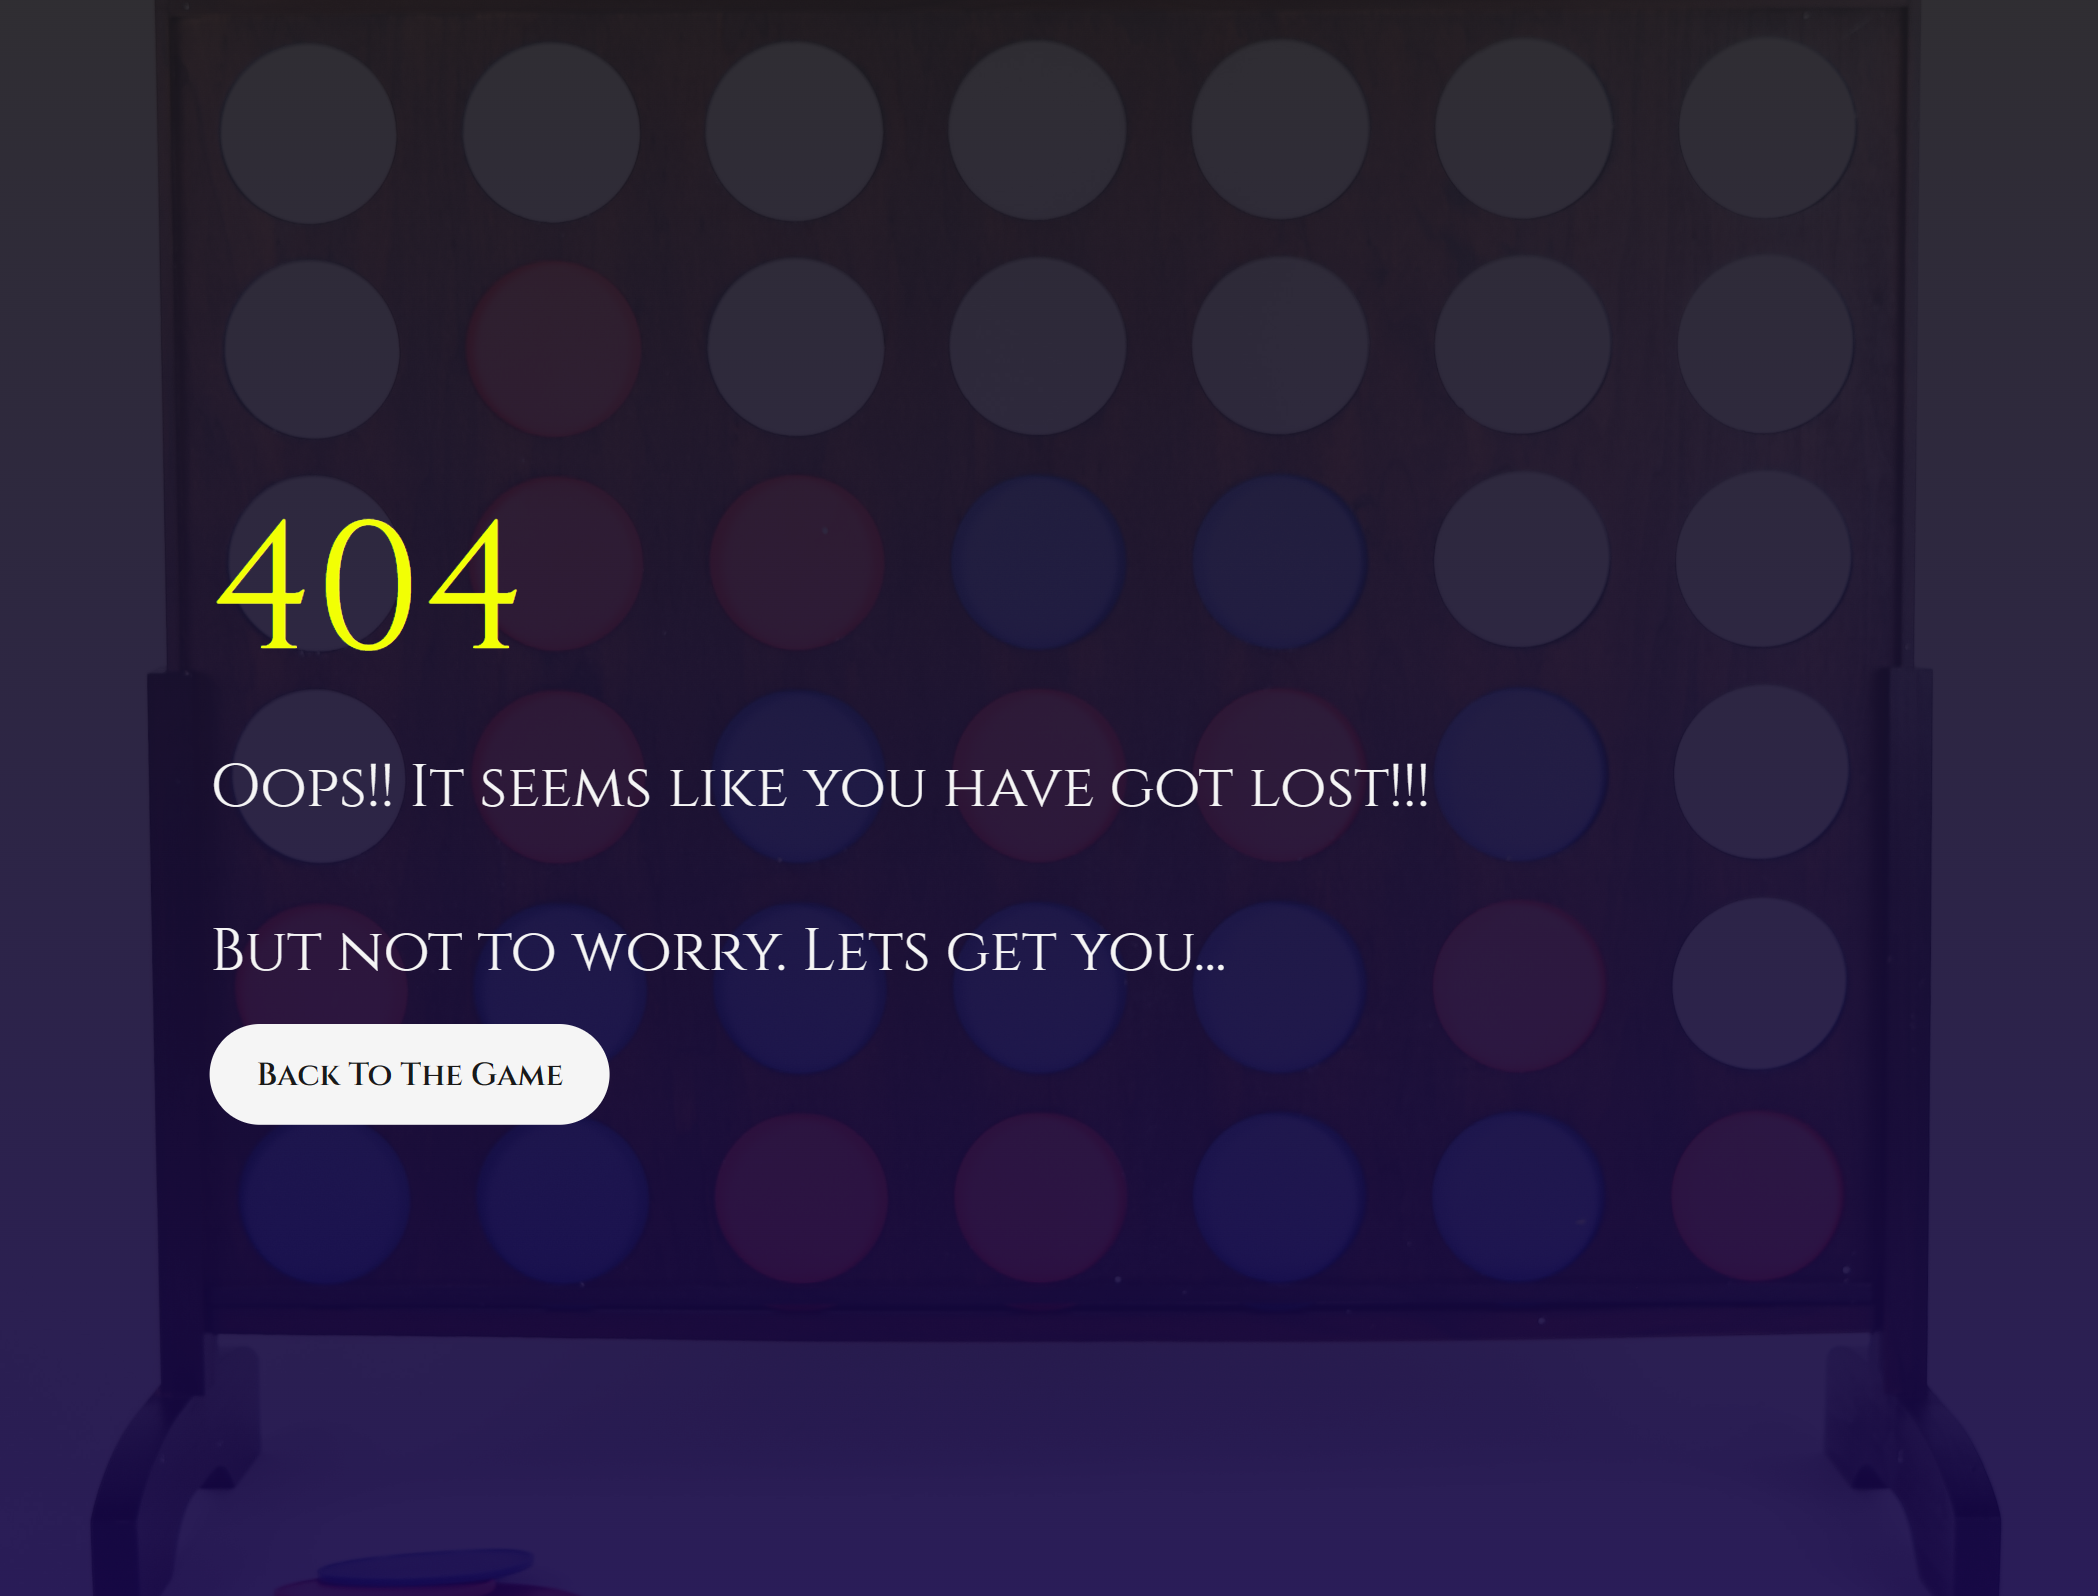 404
Oops!! It seems like you have got lost!!!
But not to worry. Lets get you...
Back To The Game